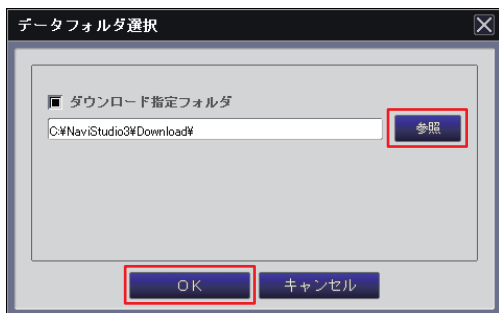 データフォルダ選択
ダウンロード指定フォルダ
C:¥NaviStudio3¥Download¥
参照
OK
キャンセル